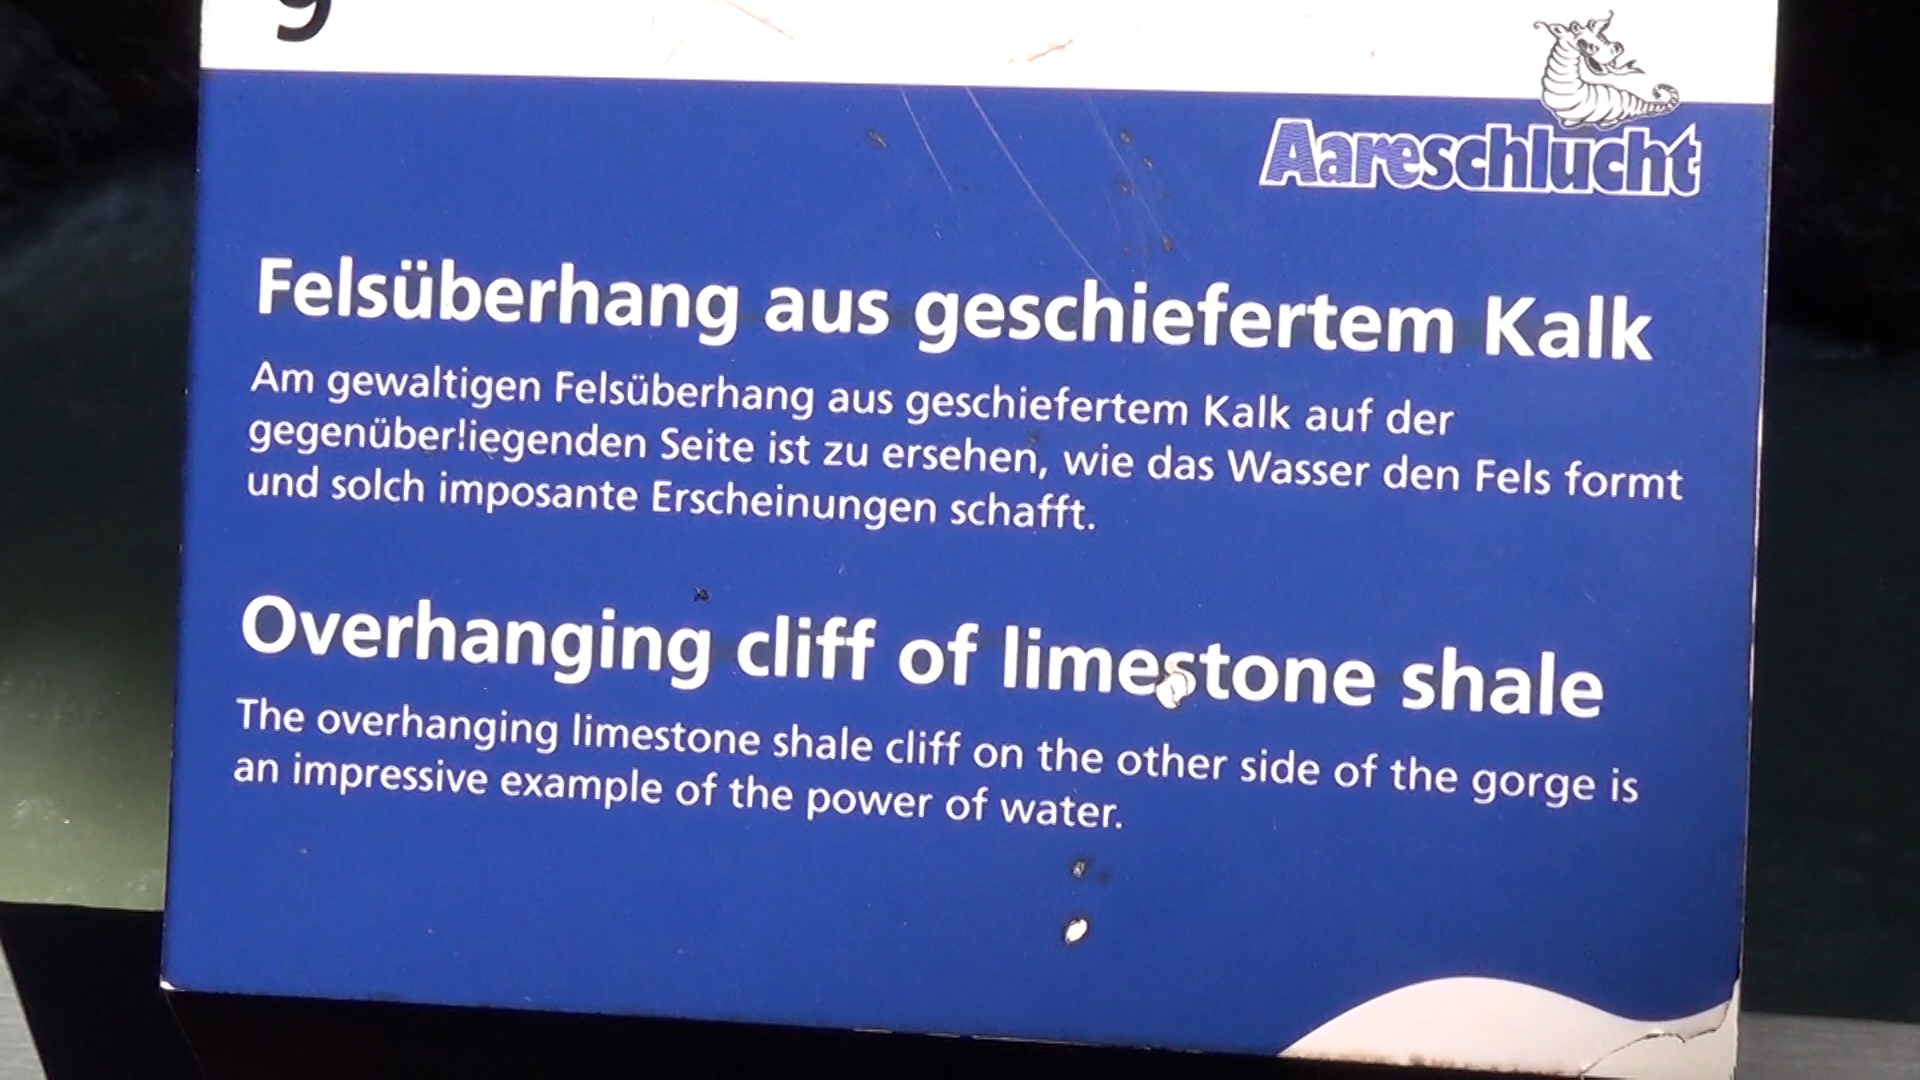 9
Aareschlucht
Felsüberhang aus geschiefertem Kalk
Am gewaltigen Felsüberhang aus geschiefertem Kalk auf der
gegenüberliegenden Seite ist zu ersehen, wie das Wasser den Fels formt
und solch imposante Erscheinungen schafft.
Overhanging cliff of limestone shale
The overhanging limestone shale cliff on the other side of the gorge is
an impressive example of the power of water.